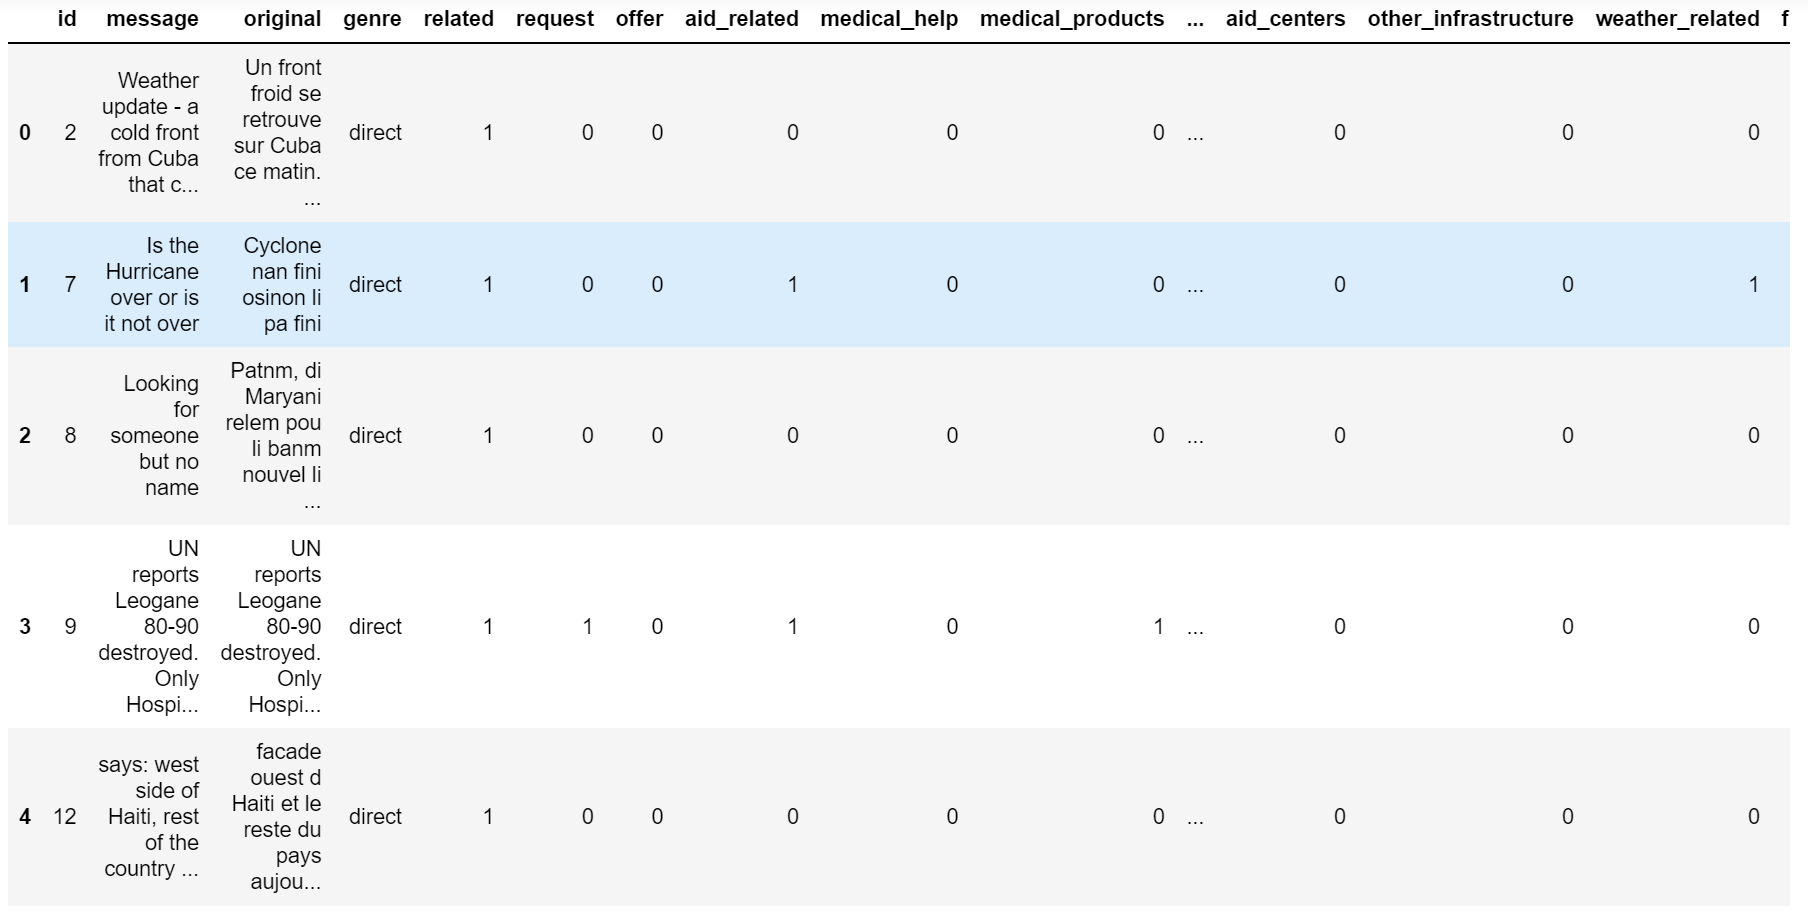 id message original genre related request offer aid_related medical_help medical_products ... aid_centers other_infrastructure weather_related f
0 2 Weather update - a cold front from Cuba that c... Un front froid se retrouve sur Cuba ce matin. ... direct 1 0 0 0 0 0 ... 0 0 0
1 7 Is the Hurricane over or is it not over Cyclone nan fini osinon li pa fini direct 1 0 0 1 0 0 ... 0 0 1
2 8 Looking for someone but no name Patnm, di Maryani relem pou li banm nouvel li ... direct 1 0 0 0 0 0 ... 0 0 0
3 9 UN reports Leogane 80-90 destroyed. Only Hospi... UN reports Leogane 80-90 destroyed. Only Hospi... direct 1 1 0 1 0 1 ... 0 0 0
4 12 says: west side of Haiti, rest of the country ... facade ouest d Haiti et le reste du pays aujou... direct 1 0 0 0 0 0 ... 0 0 0